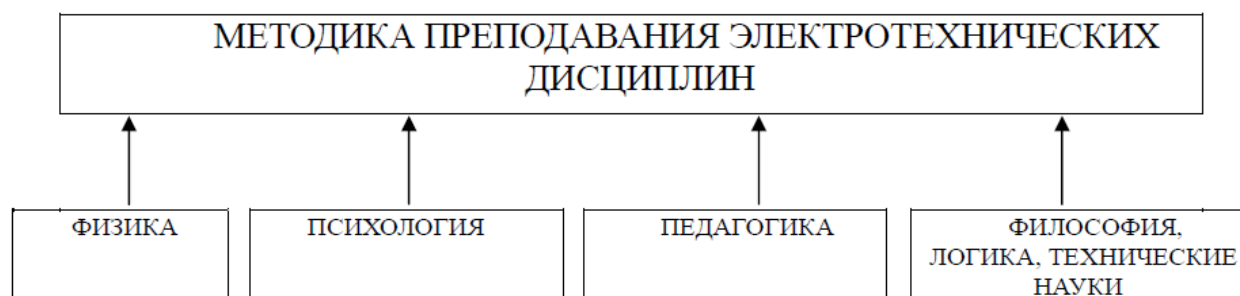 МЕТОДИКА ПРЕПОДАВАНИЯ ЭЛЕКТРОТЕХНИЧЕСКИХ
ДИСЦИПЛИН
ФИЗИКА
ПСИХОЛОГИЯ
ПЕДАГОГИКА
ФИЛОСОФИЯ,
ЛОГИКА, ТЕХНИЧЕСКИЕ
НАУКИ